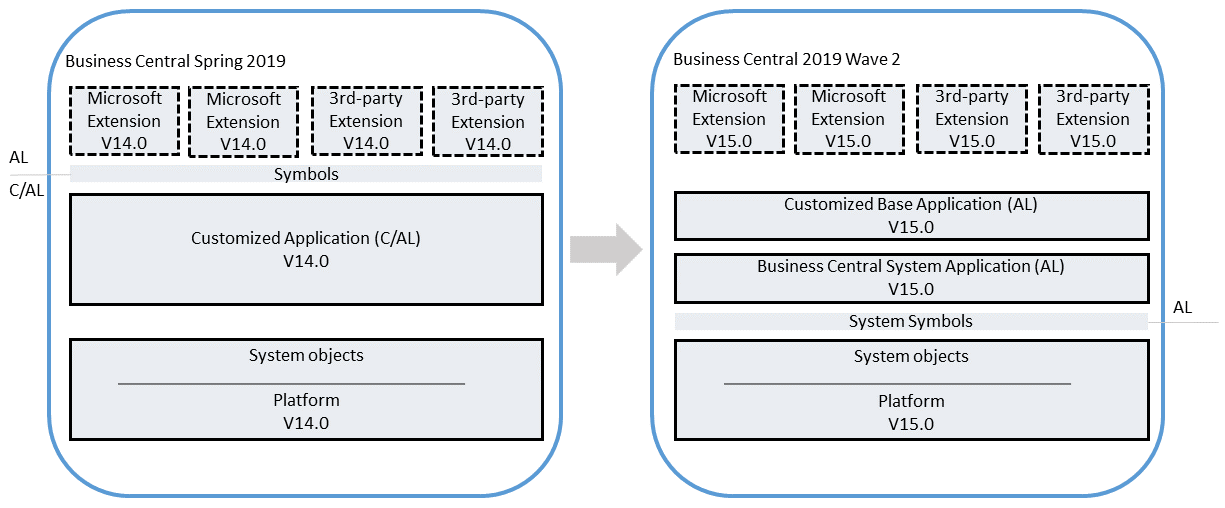 Business Central Spring 2019
Microsoft
Extension
V14.0
Microsoft
Extension
V14.0
3rd-party
Extension
V14.0
3rd-party
Extension
V14.0
AL
Symbols
C/AL
Customized Application (C/AL)
V14.0
System objects
Platform
V14.0
Business Central 2019 Wave 2
Microsoft
Extension
V15.0
Microsoft
Extension
V15.0
3rd-party
Extension
V15.0
3rd-party
Extension
V15.0
Customized Base Application (AL)
V15.0
Business Central System Application (AL)
V15.0
AL
System Symbols
System objects
Platform
V15.0